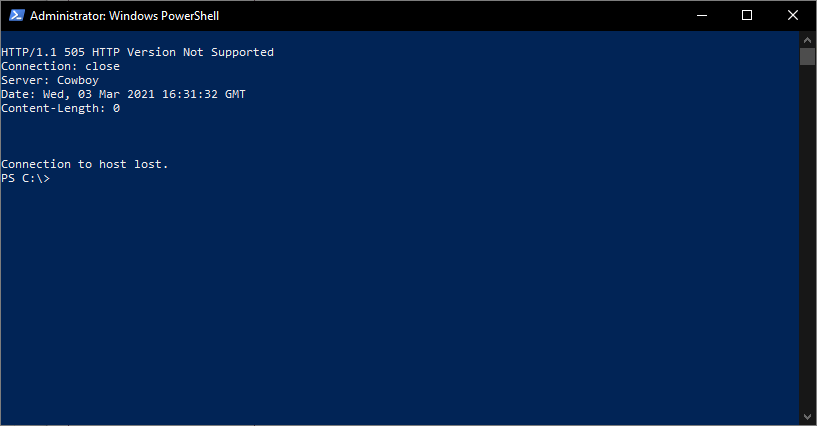 Administrator: Windows PowerShell
HTTP/1.1 505 HTTP Version Not Supported
Connection: close
Server: Cowboy
Date: Wed, 03 Mar 2021 16:31:32 GMT
Content-Length: 0
Connection to host lost.
PS C:\>